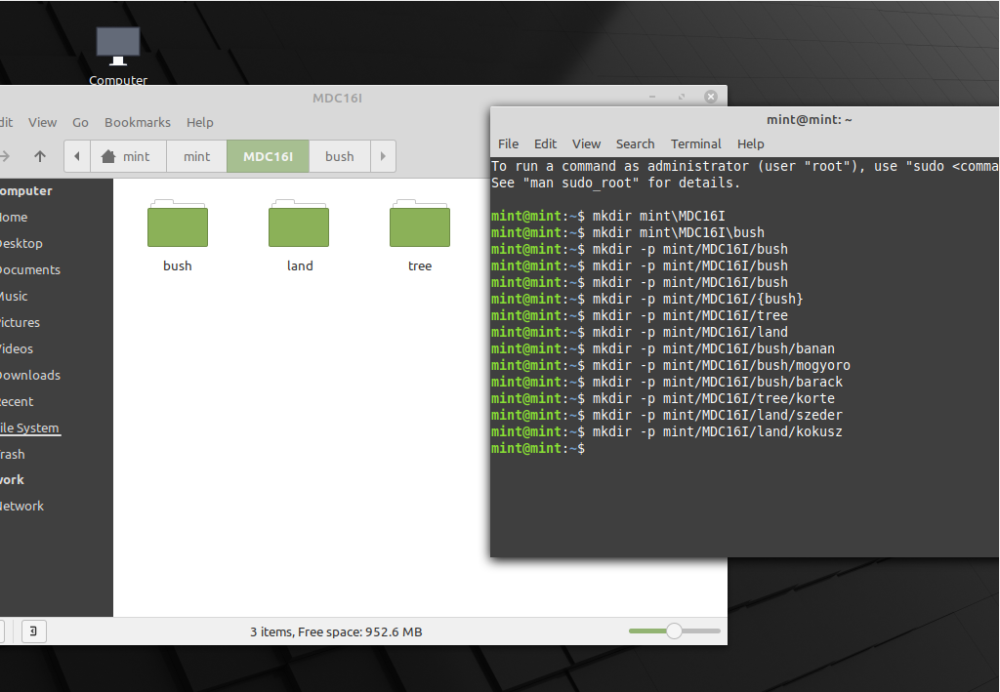 Computer
MDC16I
dit View Go Bookmarks Help
mint mint MDC16I bush
omputer
ome
esktop
ocuments
Music
ictures
ideos
ownloads
ecent
ile System
rash
work
etwork
bush land tree
3 items, Free space: 952.6 MB
mint@mint: ~
File Edit View Search Terminal Help
To run a command as administrator (user "root"), use "sudo <comma
See "man sudo_root" for details.
mint@mint:~$ mkdir mint\MDC16I
mint@mint:~$ mkdir mint\MDC16I\bush
mint@mint:~$ mkdir -p mint/MDC16I/bush
mint@mint:~$ mkdir -p mint/MDC16I/bush
mint@mint:~$ mkdir -p mint/MDC16I/bush
mint@mint:~$ mkdir -p mint/MDC16I/{bush}
mint@mint:~$ mkdir -p mint/MDC16I/tree
mint@mint:~$ mkdir -p mint/MDC16I/land
mint@mint:~$ mkdir -p mint/MDC16I/bush/banan
mint@mint:~$ mkdir -p mint/MDC16I/bush/mogyoro
mint@mint:~$ mkdir -p mint/MDC16I/bush/barack
mint@mint:~$ mkdir -p mint/MDC16I/tree/korte
mint@mint:~$ mkdir -p mint/MDC16I/land/szeder
mint@mint:~$ mkdir -p mint/MDC16I/land/kokusz
mint@mint:~$